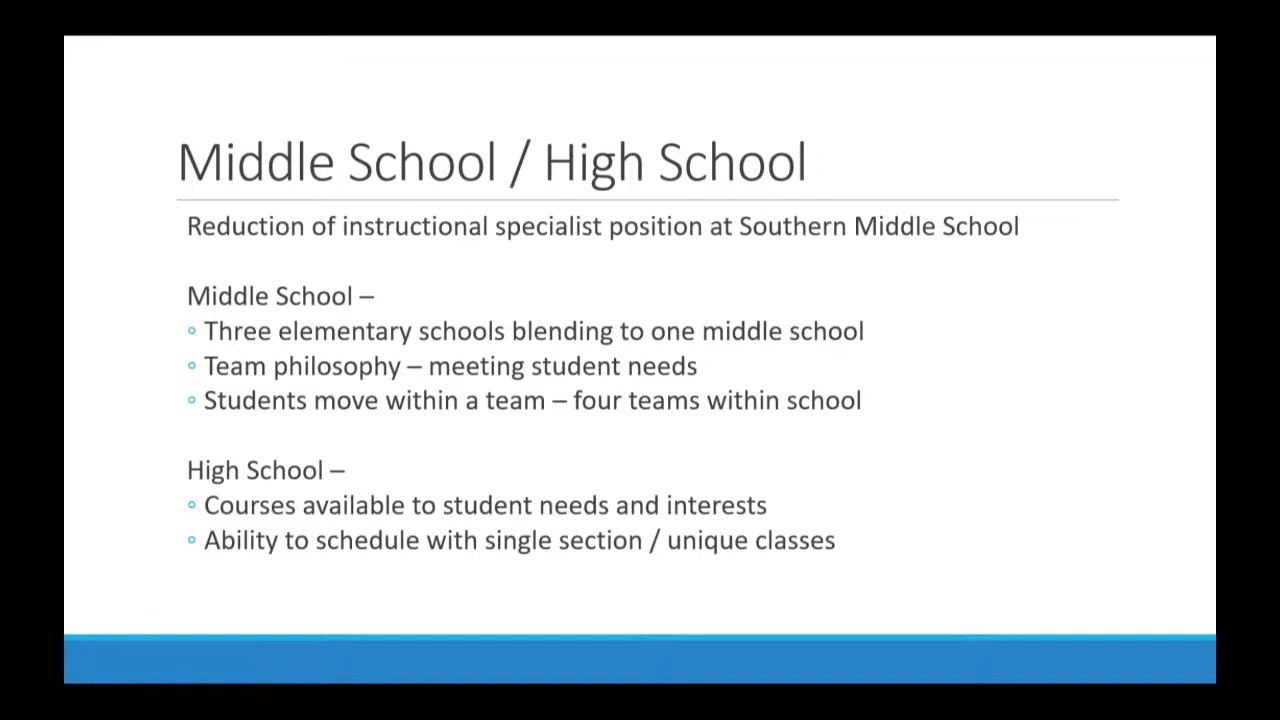 Middle School / High School
Reduction of instructional specialist position at Southern Middle School
Middle School –
◦ Three elementary schools blending to one middle school
◦ Team philosophy – meeting student needs
◦ Students move within a team – four teams within school
High School –
◦ Courses available to student needs and interests
◦ Ability to schedule with single section / unique classes